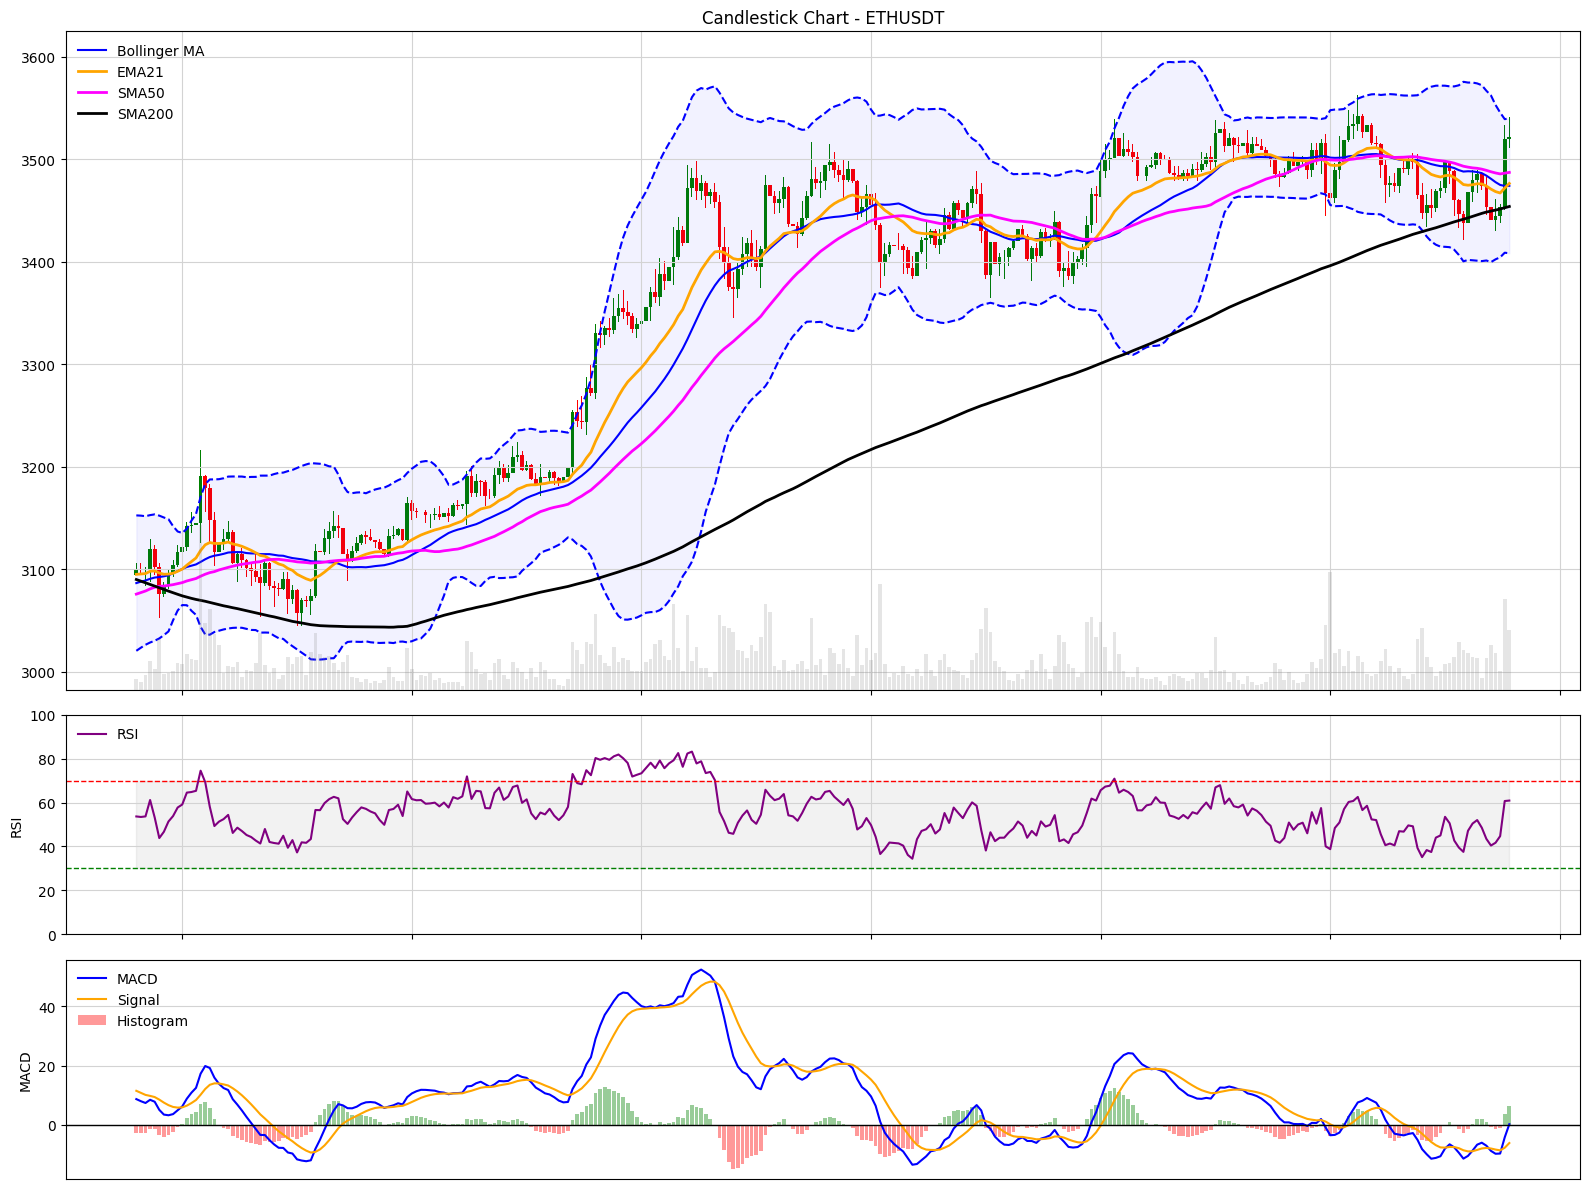 Candlestick Chart - ETHUSDT
Bollinger MA
EMA21
SMA50
SMA200
3600
3500
3400
3300
3200
3100
3000
RSI
100
80
60
40
20
0
RSI
MACD
Signal
Histogram
40
20
0
MACD